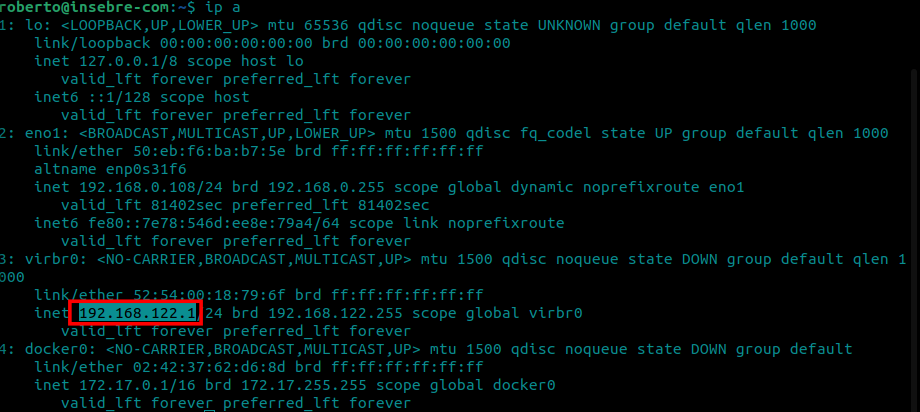 roberto@insebre-com:~$ ip a
1: lo: <LOOPBACK,UP,LOWER_UP> mtu 65536 qdisc noqueue state UNKNOWN group default qlen 1000
link/loopback 00:00:00:00:00:00 brd 00:00:00:00:00:00
inet 127.0.0.1/8 scope host lo
valid_lft forever preferred_lft forever
inet6 ::1/128 scope host
valid_lft forever preferred_lft forever
2: eno1: <BROADCAST,MULTICAST,UP,LOWER_UP> mtu 1500 qdisc fq_codel state UP group default qlen 1000
link/ether 50:eb:f6:ba:b7:5e brd ff:ff:ff:ff:ff:ff
altname enp0s31f6
inet 192.168.0.108/24 brd 192.168.0.255 scope global dynamic noprefixroute eno1
valid_lft 81402sec preferred_lft 81402sec
inet6 fe80::7e78:546d:ee8e:79a4/64 scope link noprefixroute
valid_lft forever preferred_lft forever
3: virbr0: <NO-CARRIER,BROADCAST,MULTICAST,UP> mtu 1500 qdisc noqueue state DOWN group default qlen 1
000
link/ether 52:54:00:18:79:6f brd ff:ff:ff:ff:ff:ff
inet 192.168.122.1/24 brd 192.168.122.255 scope global virbr0
valid_lft forever preferred_lft forever
4: docker0: <NO-CARRIER,BROADCAST,MULTICAST,UP> mtu 1500 qdisc noqueue state DOWN group default
link/ether 02:42:37:62:d6:8d brd ff:ff:ff:ff:ff:ff
inet 172.17.0.1/16 brd 172.17.255.255 scope global docker0
valid_lft forever preferred_lft forever